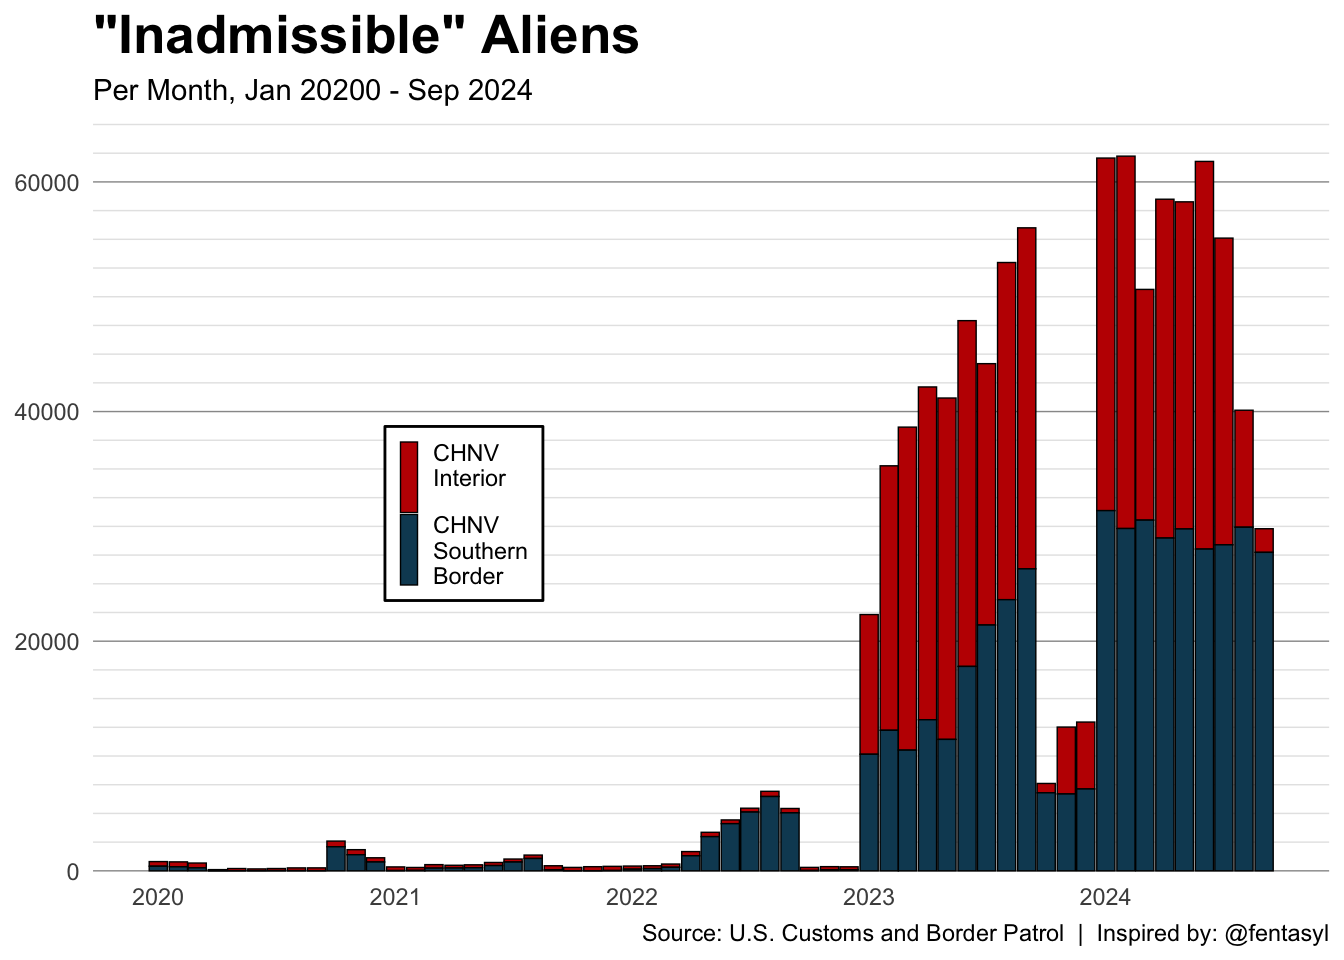 "Inadmissible" Aliens
Per Month, Jan 20200 - Sep 2024
60000
40000
20000
0
CHNV
Interior
CHNV
Southern
Border
2020
2021
2022
2023
2024
Source: U.S. Customs and Border Patrol | Inspired by: @fentasyl